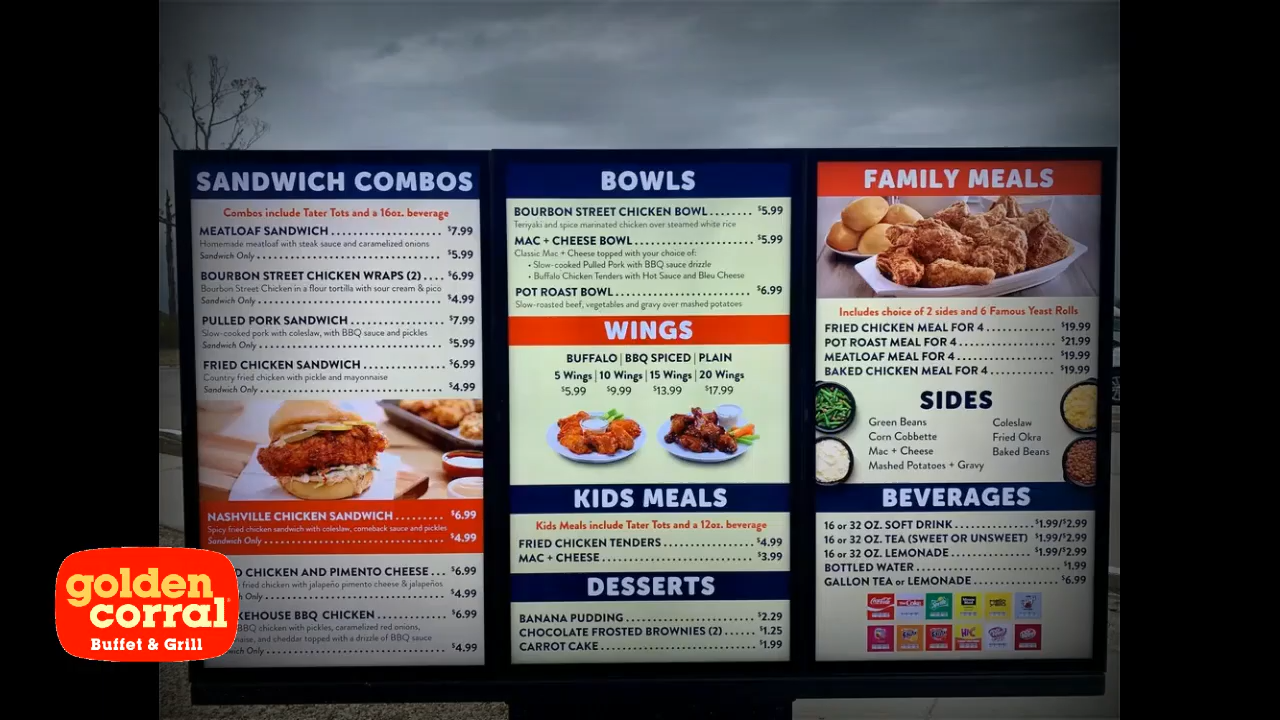 SANDWICH COMBOS
Combos include Tater Tots and a 16oz. beverage
MEATLOAF SANDWICH $7.99
Homemade meatloaf with steak sauce and caramelized onions
Sandwich Only $5.99
BOURBON STREET CHICKEN WRAPS (2) $6.99
Bourbon Street Chicken in a flour tortilla with sour cream & pico
Sandwich Only $4.99
PULLED PORK SANDWICH $7.99
Slow-cooked pork with coleslaw, with BBQ sauce and pickles
Sandwich Only $5.99
FRIED CHICKEN SANDWICH $6.99
Country fried chicken with pickle and mayonnaise
Sandwich Only $4.99
NASHVILLE CHICKEN SANDWICH $6.99
Spicy fried chicken sandwich with coleslaw, comeback sauce and pickles
Sandwich Only $4.99
D CHICKEN AND PIMENTO CHEESE $6.99
fried chicken with jalapeño pimento cheese & jalapeños
Only $4.99
KEHOUSE BBQ CHICKEN $6.99
BBQ chicken with pickles, caramelized red onions,
naise, and cheddar topped with a drizzle of BBQ sauce
Only $4.99
golden
corral
Buffet & Grill
BOWLS
BOURBON STREET CHICKEN BOWL $5.99
Teriyaki and spice marinated chicken over steamed white rice
MAC + CHEESE BOWL $5.99
Classic Mac + Cheese topped with your choice of:
• Slow-cooked Pulled Pork with BBQ sauce drizzle
• Buffalo Chicken Tenders with Hot Sauce and Bleu Cheese
POT ROAST BOWL $6.99
Slow-roasted beef, vegetables and gravy over mashed potatoes
WINGS
BUFFALO | BBQ SPICED | PLAIN
5 Wings | 10 Wings | 15 Wings | 20 Wings
$5.99 $9.99 $13.99 $17.99
KIDS MEALS
Kids Meals include Tater Tots and a 12oz. beverage
FRIED CHICKEN TENDERS $4.99
MAC + CHEESE $3.99
DESSERTS
BANANA PUDDING $2.29
CHOCOLATE FROSTED BROWNIES (2) $1.25
CARROT CAKE $1.99
FAMILY MEALS
Includes choice of 2 sides and 6 Famous Yeast Rolls
FRIED CHICKEN MEAL FOR 4 $19.99
POT ROAST MEAL FOR 4 $21.99
MEATLOAF MEAL FOR 4 $19.99
BAKED CHICKEN MEAL FOR 4 $19.99
SIDES
Green Beans
Corn Cobbette
Mac + Cheese
Mashed Potatoes + Gravy
Coleslaw
Fried Okra
Baked Beans
BEVERAGES
16 or 32 OZ. SOFT DRINK $1.99/$2.99
16 or 32 OZ. TEA (SWEET OR UNSWEET) $1.99/$2.99
16 or 32 OZ. LEMONADE $1.99/$2.99
BOTTLED WATER $1.99
GALLON TEA or LEMONADE $6.99